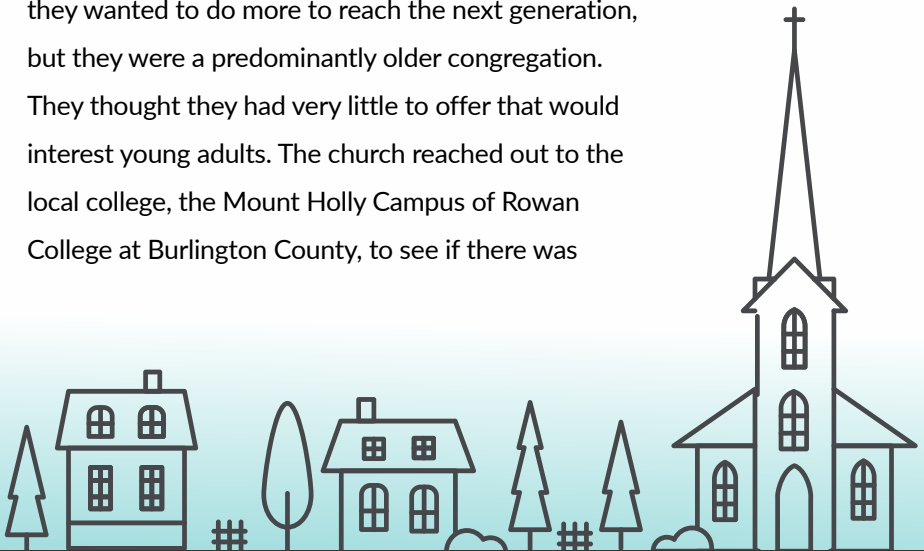 they wanted to do more to reach the next generation,
but they were a predominantly older congregation.
They thought they had very little to offer that would
interest young adults. The church reached out to the
local college, the Mount Holly Campus of Rowan
College at Burlington County, to see if there was